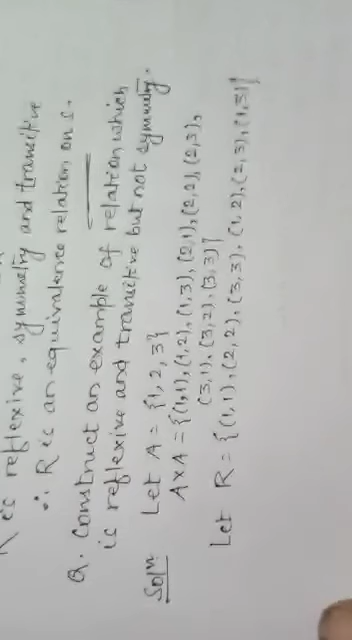 R is reflexive, symmetry and transitive
∴ R is an equivalence relation on S.
Q. Construct an example of relation which
is reflexive and transitive but not symmetry.
Solⁿ Let A = {1, 2, 3}
A×A = {(1,1), (1,2), (1,3), (2,1), (2,2), (2,3),
(3,1), (3,2), (3,3)}
Let R = {(1,1), (2,2), (3,3), (1,2), (2,3), (1,3)}